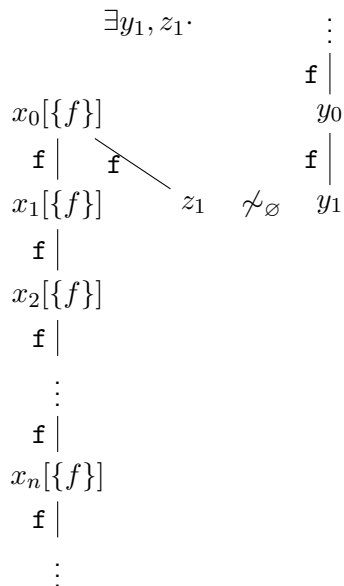 ∃y₁, z₁· ⋮
f
x₀[{f}] y₀
f f f
x₁[{f}] z₁ ≁∅ y₁
f
x₂[{f}]
f
⋮
f
xₙ[{f}]
f
⋮